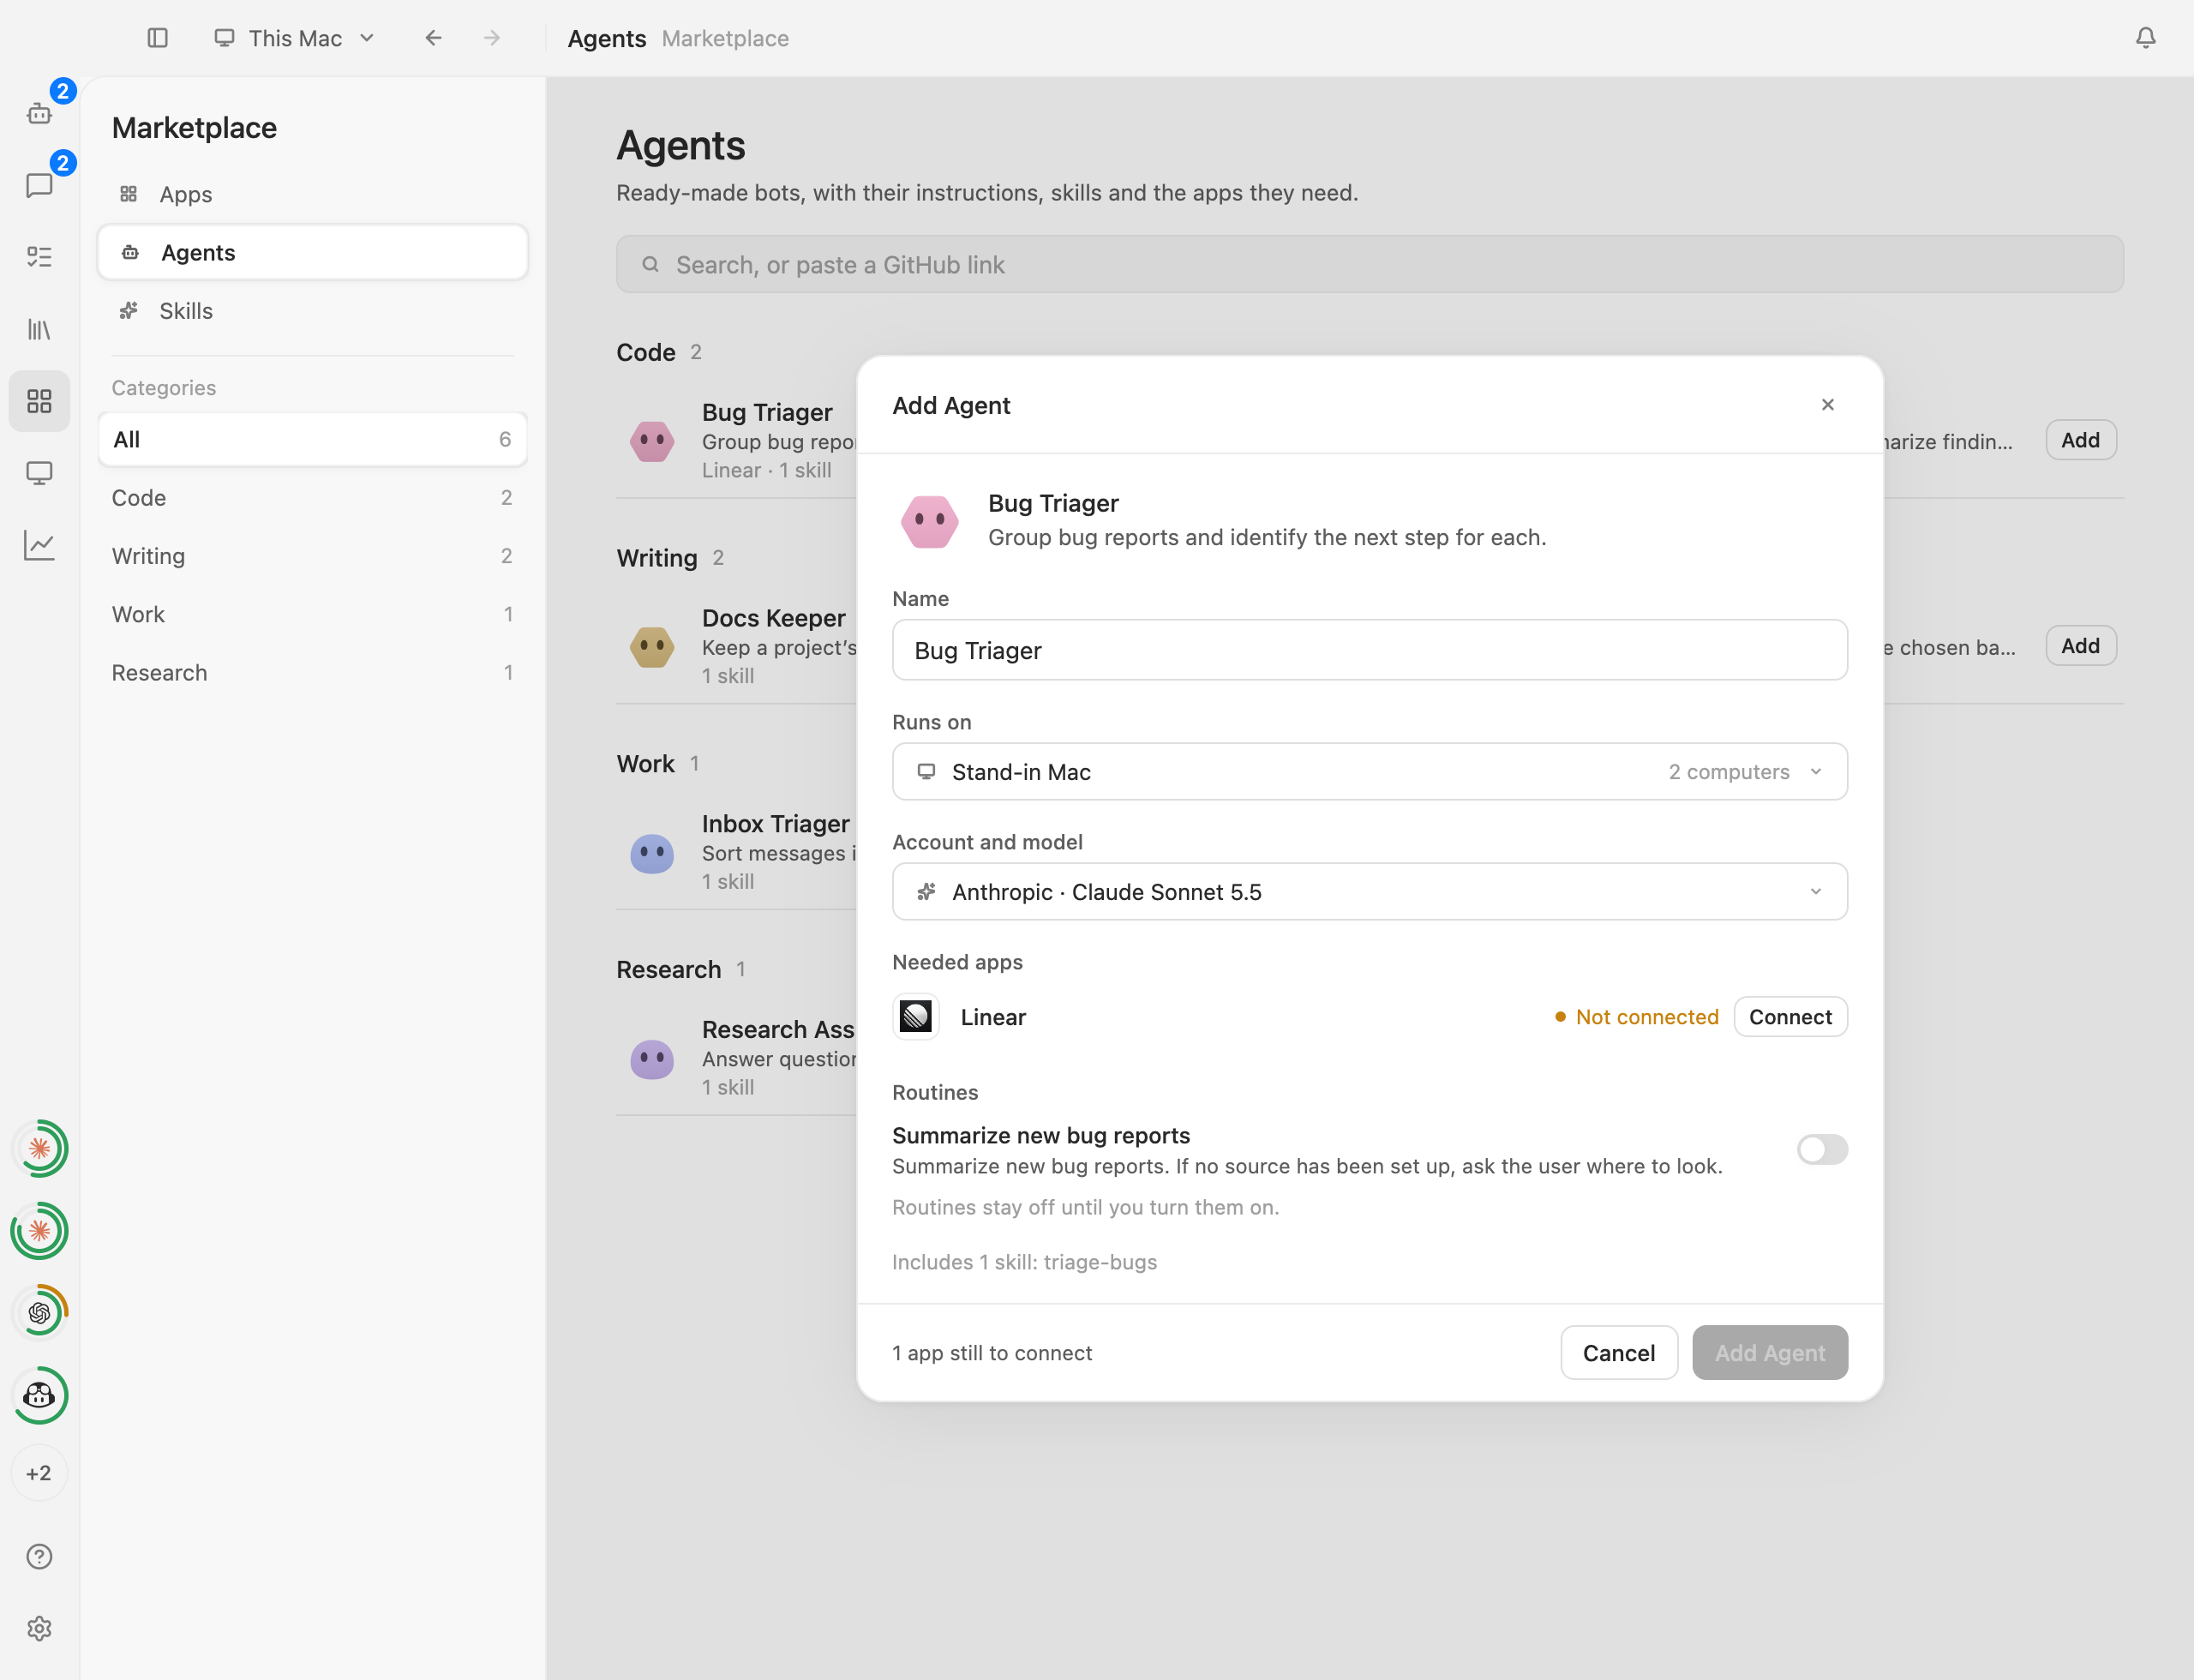 This Mac
Agents Marketplace
2
2
Marketplace
Apps
Agents
Skills
Categories
All 6
Code 2
Writing 2
Work 1
Research 1
+2
Agents
Ready-made bots, with their instructions, skills and the apps they need.
Search, or paste a GitHub link
Code 2
Bug Triager
Group bug repor
Linear · 1 skill
narize findin...
Add
Writing 2
Docs Keeper
Keep a project's
1 skill
e chosen ba...
Add
Work 1
Inbox Triager
Sort messages i
1 skill
Research 1
Research Ass
Answer question
1 skill
Add Agent
Bug Triager
Group bug reports and identify the next step for each.
Name
Bug Triager
Runs on
Stand-in Mac 2 computers
Account and model
Anthropic · Claude Sonnet 5.5
Needed apps
Linear Not connected Connect
Routines
Summarize new bug reports
Summarize new bug reports. If no source has been set up, ask the user where to look.
Routines stay off until you turn them on.
Includes 1 skill: triage-bugs
1 app still to connect
Cancel Add Agent